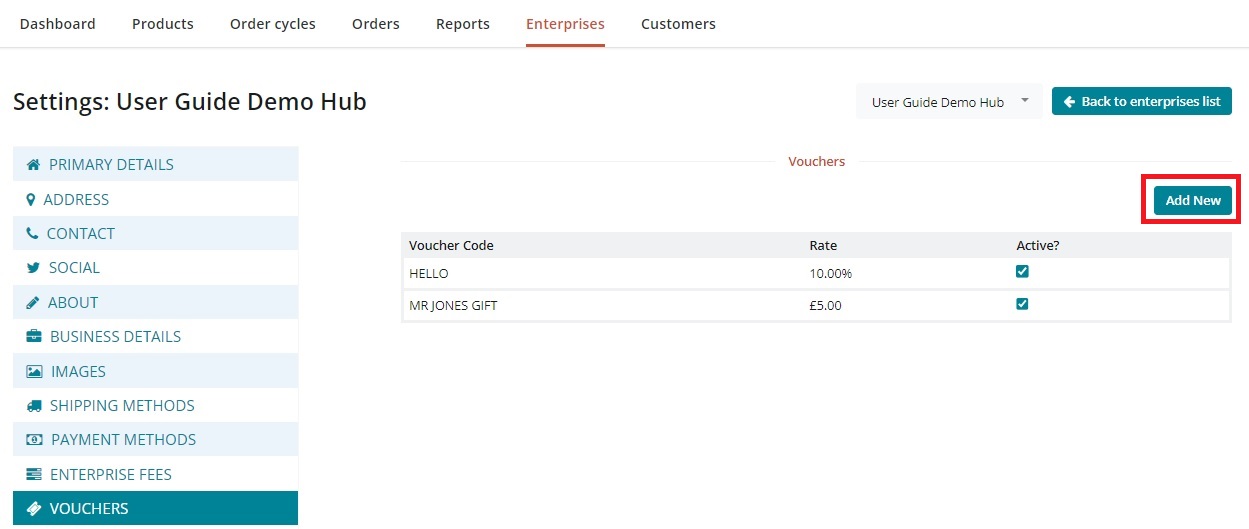 Dashboard Products Order cycles Orders Reports Enterprises Customers
Settings: User Guide Demo Hub
User Guide Demo Hub
Back to enterprises list
PRIMARY DETAILS
ADDRESS
CONTACT
SOCIAL
ABOUT
BUSINESS DETAILS
IMAGES
SHIPPING METHODS
PAYMENT METHODS
ENTERPRISE FEES
VOUCHERS
Vouchers
Add New
Voucher Code Rate Active?
HELLO 10.00%
MR JONES GIFT £5.00